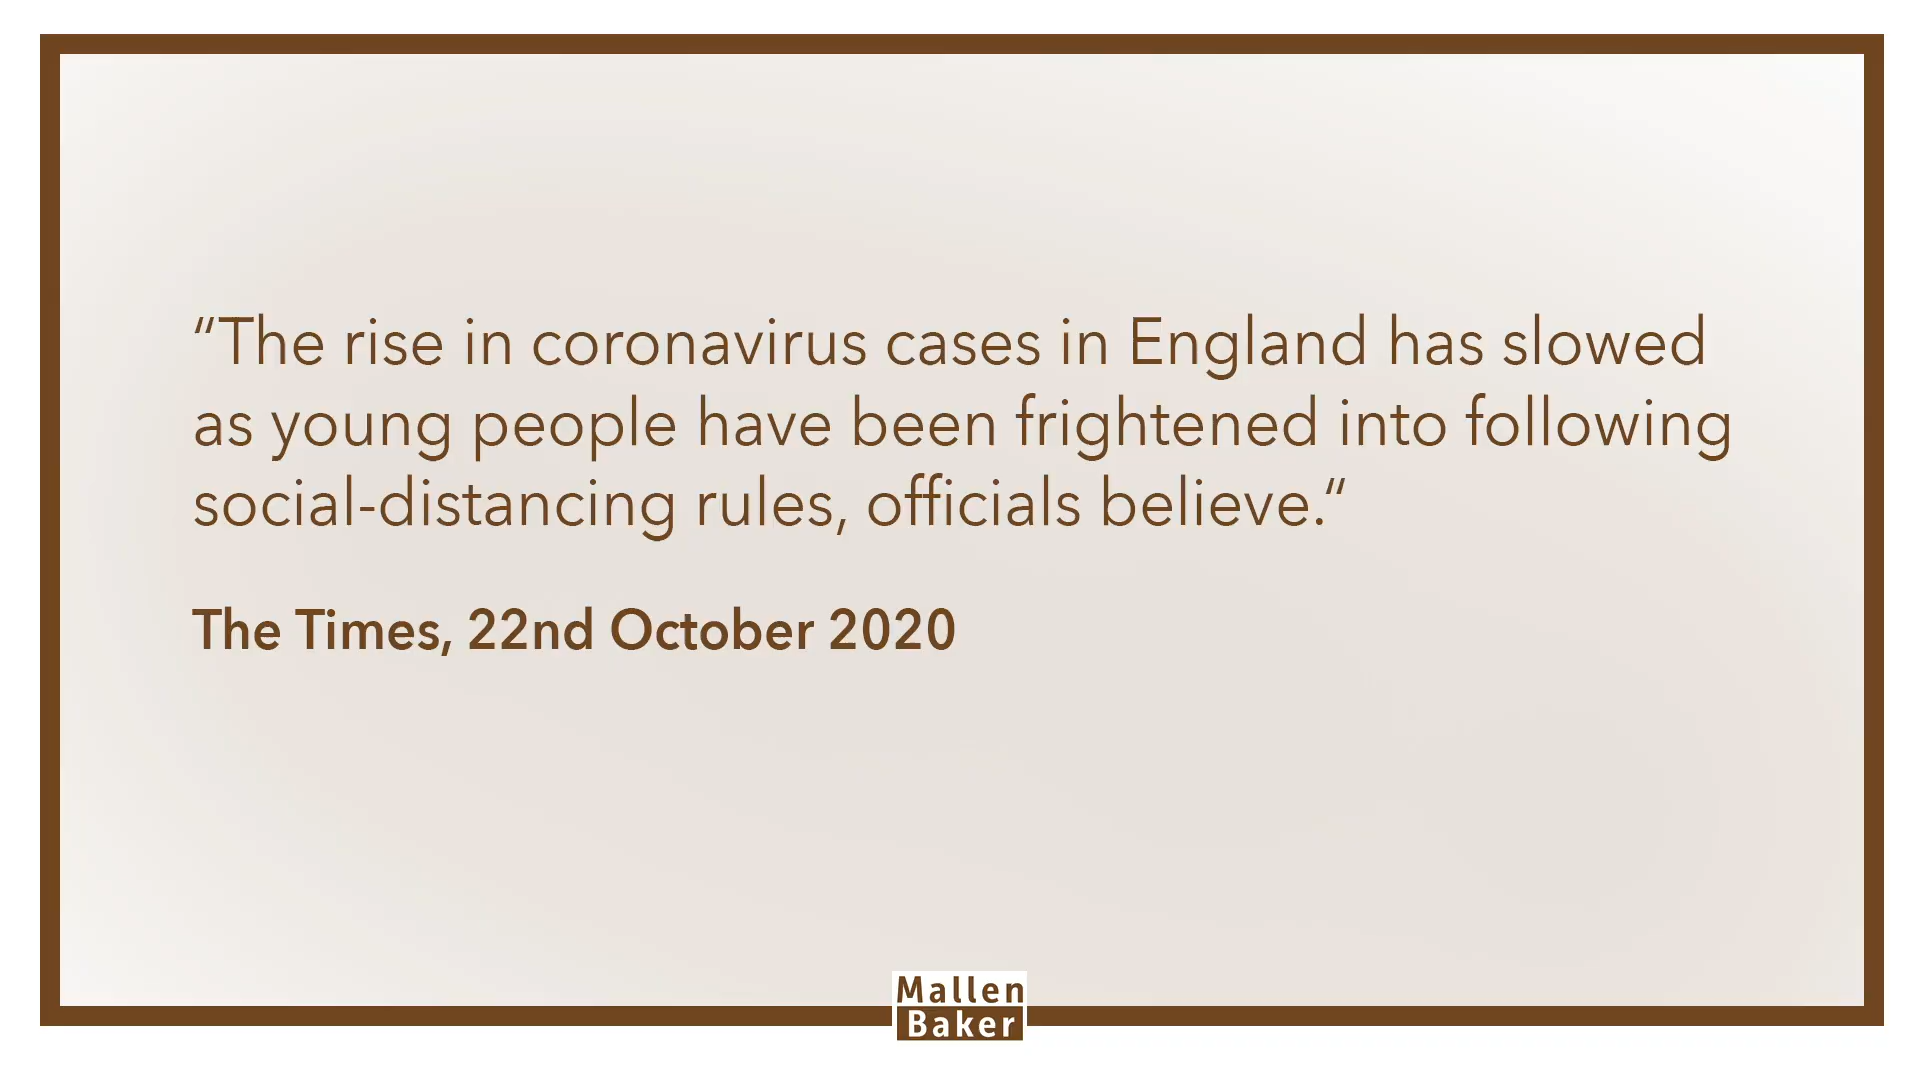 “The rise in coronavirus cases in England has slowed
as young people have been frightened into following
social-distancing rules, officials believe.“
The Times, 22nd October 2020
Mallen
Baker